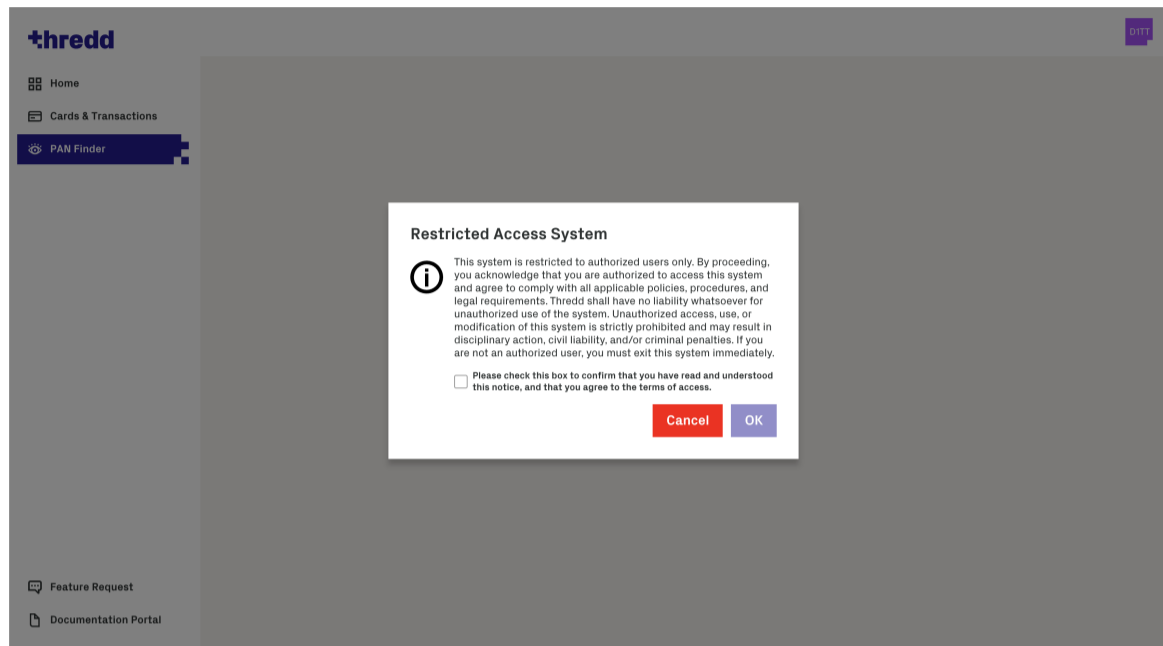 thredd
D1TT
Home
Cards & Transactions
PAN Finder
Restricted Access System
This system is restricted to authorized users only. By proceeding,
you acknowledge that you are authorized to access this system
and agree to comply with all applicable policies, procedures, and
legal requirements. Thredd shall have no liability whatsoever for
unauthorized use of the system. Unauthorized access, use, or
modification of this system is strictly prohibited and may result in
disciplinary action, civil liability, and/or criminal penalties. If you
are not an authorized user, you must exit this system immediately.
Please check this box to confirm that you have read and understood
this notice, and that you agree to the terms of access.
Cancel
OK
Feature Request
Documentation Portal